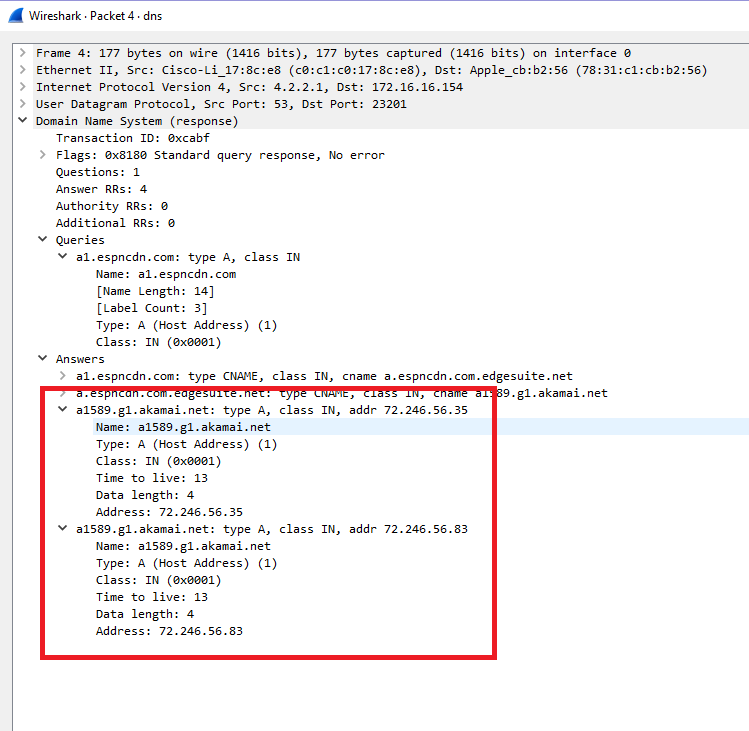 Wireshark · Packet 4 · dns
Frame 4: 177 bytes on wire (1416 bits), 177 bytes captured (1416 bits) on interface 0
Ethernet II, Src: Cisco-Li_17:8c:e8 (c0:c1:c0:17:8c:e8), Dst: Apple_cb:b2:56 (78:31:c1:cb:b2:56)
Internet Protocol Version 4, Src: 4.2.2.1, Dst: 172.16.16.154
User Datagram Protocol, Src Port: 53, Dst Port: 23201
Domain Name System (response)
Transaction ID: 0xcabf
Flags: 0x8180 Standard query response, No error
Questions: 1
Answer RRs: 4
Authority RRs: 0
Additional RRs: 0
Queries
a1.espncdn.com: type A, class IN
Name: a1.espncdn.com
[Name Length: 14]
[Label Count: 3]
Type: A (Host Address) (1)
Class: IN (0x0001)
Answers
a1.espncdn.com: type CNAME, class IN, cname a.espncdn.com.edgesuite.net
a.espncdn.com.edgesuite.net: type CNAME, class IN, cname a1589.g1.akamai.net
a1589.g1.akamai.net: type A, class IN, addr 72.246.56.35
Name: a1589.g1.akamai.net
Type: A (Host Address) (1)
Class: IN (0x0001)
Time to live: 13
Data length: 4
Address: 72.246.56.35
a1589.g1.akamai.net: type A, class IN, addr 72.246.56.83
Name: a1589.g1.akamai.net
Type: A (Host Address) (1)
Class: IN (0x0001)
Time to live: 13
Data length: 4
Address: 72.246.56.83